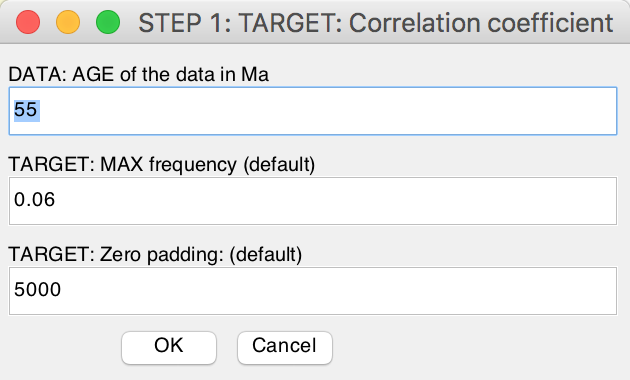 STEP 1: TARGET: Correlation coefficient
DATA: AGE of the data in Ma
55
TARGET: MAX frequency (default)
0.06
TARGET: Zero padding: (default)
5000
OK Cancel